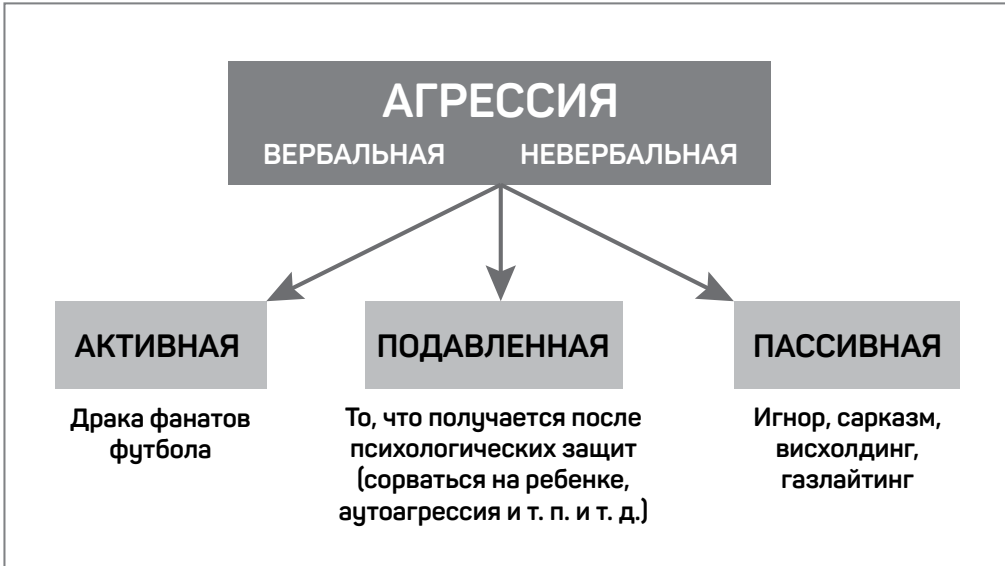 АГРЕССИЯ
ВЕРБАЛЬНАЯ НЕВЕРБАЛЬНАЯ
АКТИВНАЯ
Драка фанатов
футбола
ПОДАВЛЕННАЯ
То, что получается после
психологических защит
(сорваться на ребенке,
аутоагрессия и т. п. и т. д.)
ПАССИВНАЯ
Игнор, сарказм,
висхолдинг,
газлайтинг